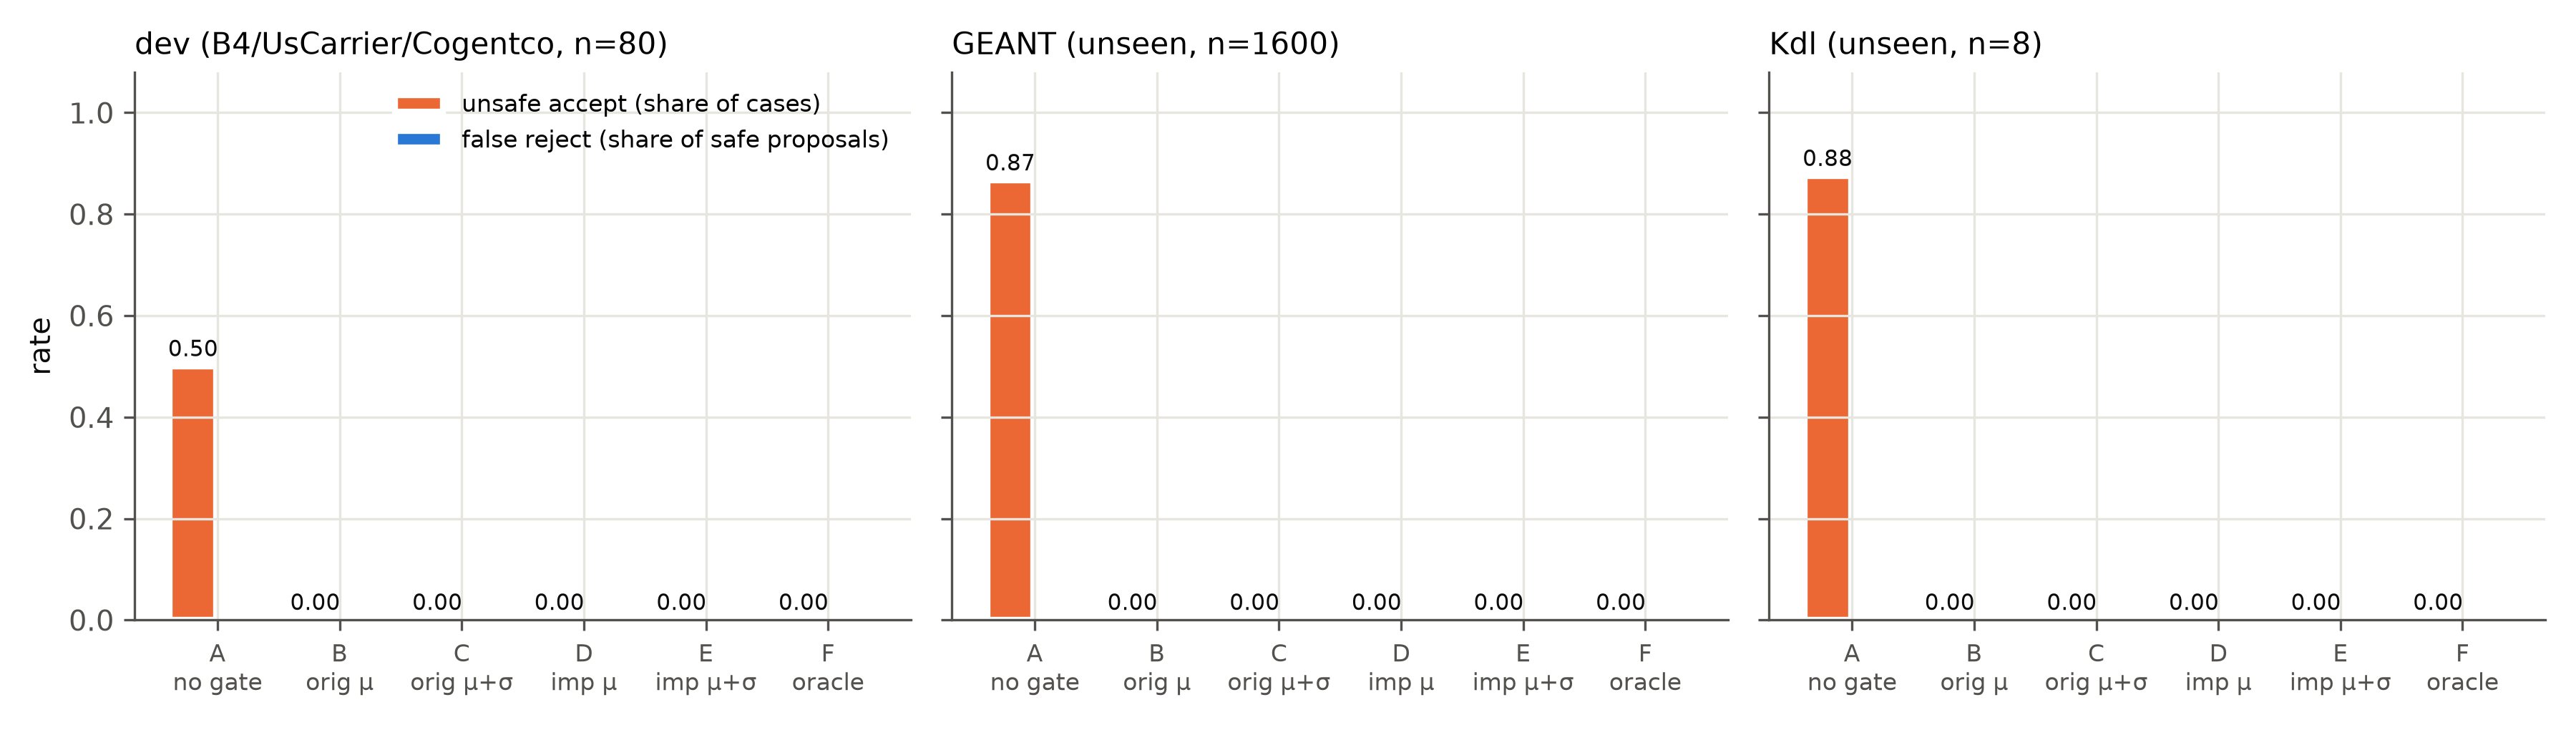 dev (B4/UsCarrier/Cogentco, n=80)
unsafe accept (share of cases)
false reject (share of safe proposals)
rate
1.0
0.8
0.6
0.4
0.2
0.0
0.50
0.00
0.00
0.00
0.00
0.00
A
no gate
B
orig μ
C
orig μ+σ
D
imp μ
E
imp μ+σ
F
oracle
GEANT (unseen, n=1600)
0.87
0.00
0.00
0.00
0.00
0.00
A
no gate
B
orig μ
C
orig μ+σ
D
imp μ
E
imp μ+σ
F
oracle
Kdl (unseen, n=8)
0.88
0.00
0.00
0.00
0.00
0.00
A
no gate
B
orig μ
C
orig μ+σ
D
imp μ
E
imp μ+σ
F
oracle